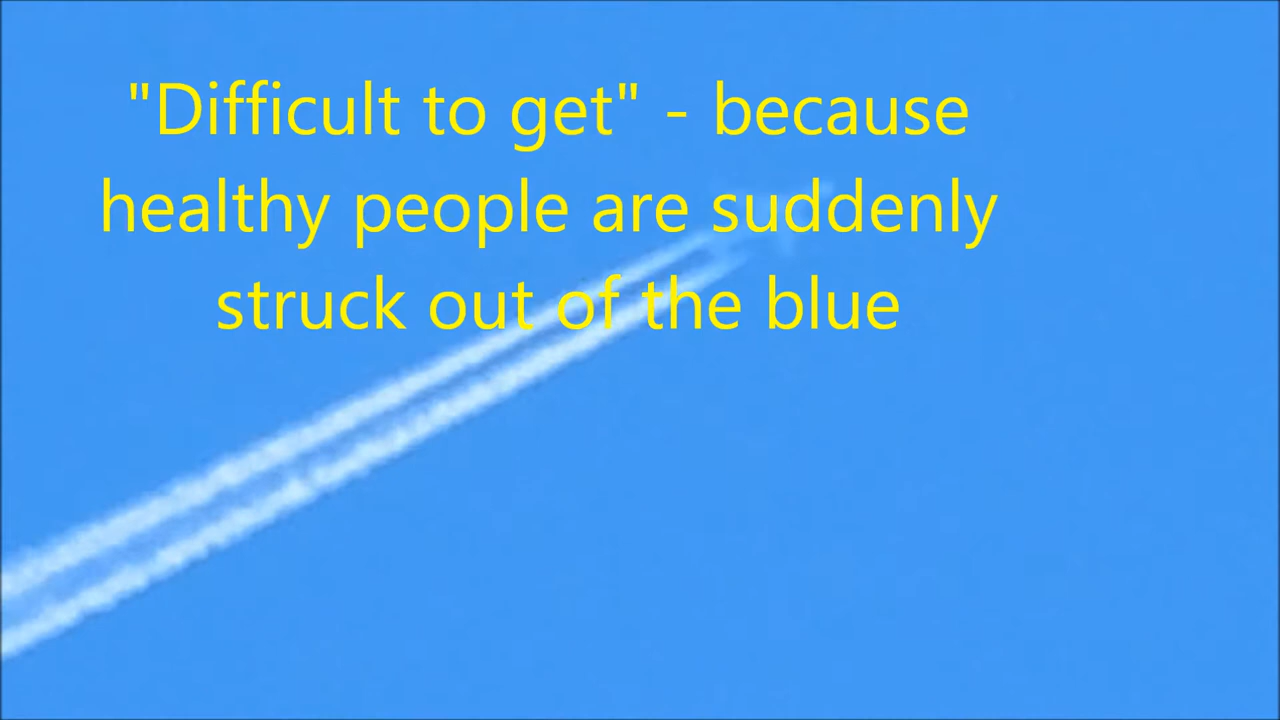 "Difficult to get" - because
healthy people are suddenly
struck out of the blue